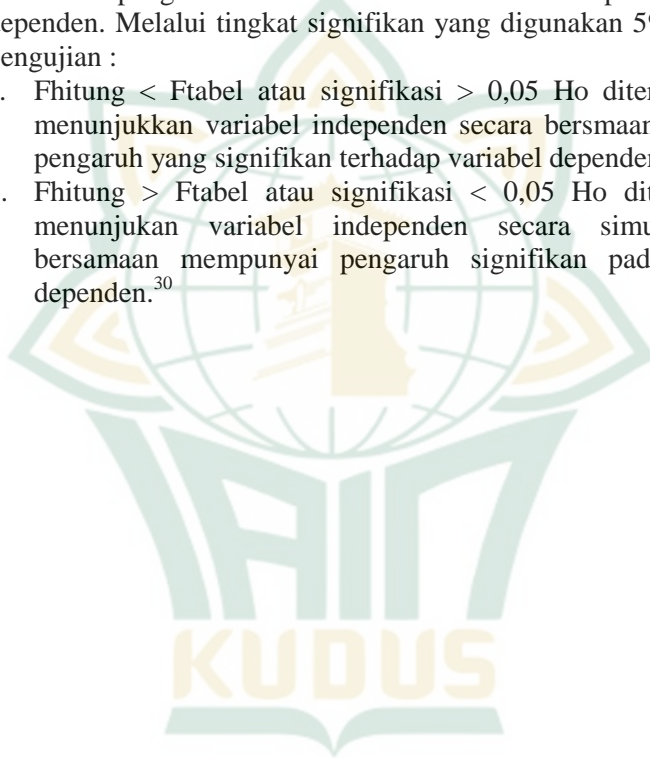 ependen. Melalui tingkat signifikan yang digunakan 5
engujian :
. Fhitung < Ftabel atau signifikasi > 0,05 Ho diter
menunjukkan variabel independen secara bersmaan
pengaruh yang signifikan terhadap variabel dependen
. Fhitung > Ftabel atau signifikasi < 0,05 Ho dit
menunjukan variabel independen secara simu
bersamaan mempunyai pengaruh signifikan pad
dependen.30
IAIN
KUDUS